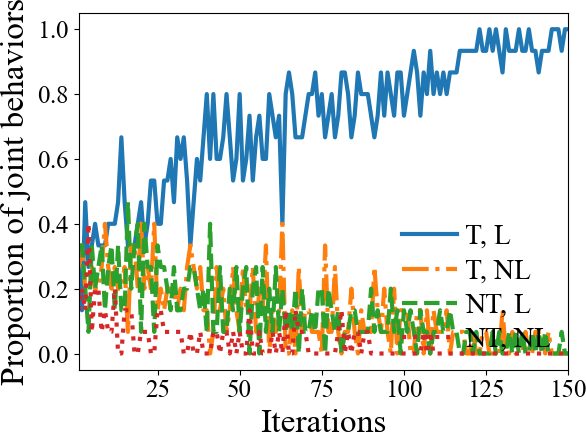 Proportion of joint behaviors
1.0
0.8
0.6
0.4
0.2
0.0
T, L
T, NL
NT, L
NT, NL
25
50
75
100
125
150
Iterations